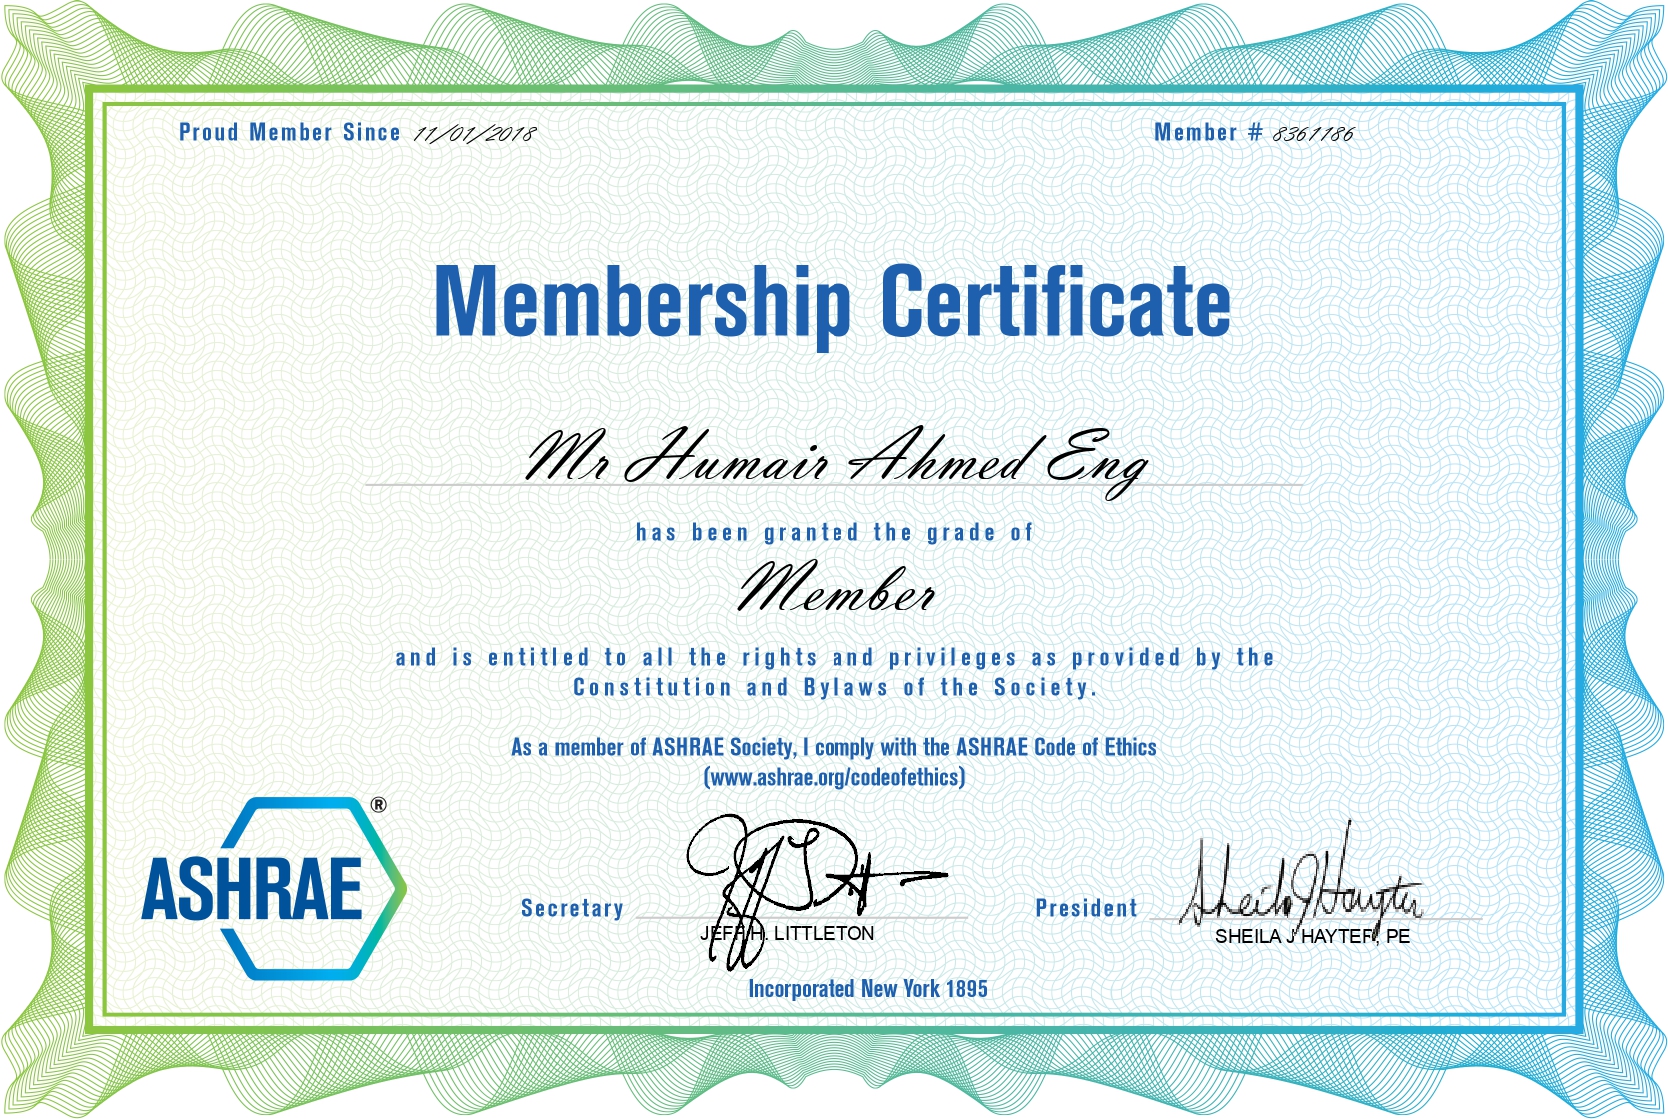 Proud Member Since 11/01/2018
Member # 8361186
Membership Certificate
Mr Humair Ahmed Eng
has been granted the grade of
Member
and is entitled to all the rights and privileges as provided by the
Constitution and Bylaws of the Society.
As a member of ASHRAE Society, I comply with the ASHRAE Code of Ethics
(www.ashrae.org/codeofethics)
ASHRAE®
Secretary
JEFF H. LITTLETON
President
Sheila J Hayter
SHEILA J HAYTER, PE
Incorporated New York 1895